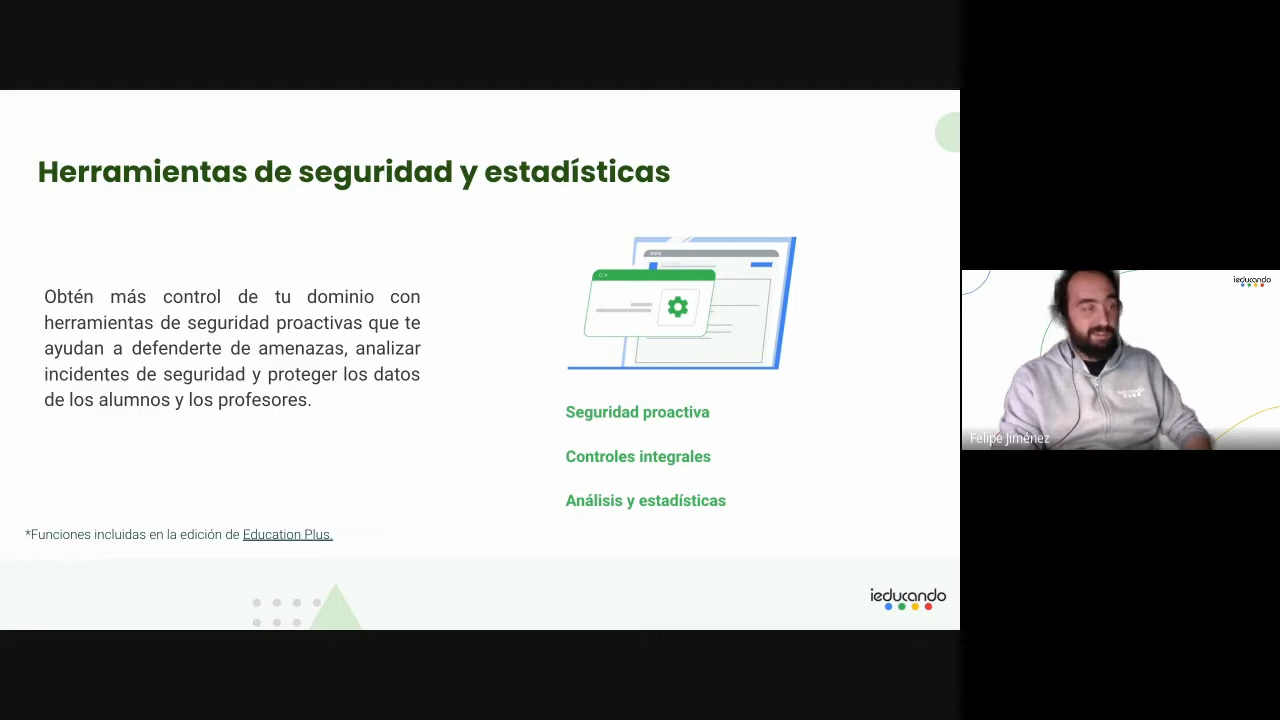 Herramientas de seguridad y estadísticas
Obtén más control de tu dominio con
herramientas de seguridad proactivas que te
ayudan a defenderte de amenazas, analizar
incidentes de seguridad y proteger los datos
de los alumnos y los profesores.
Seguridad proactiva
Controles integrales
Análisis y estadísticas
*Funciones incluidas en la edición de Education Plus.
ieducando
ieducando
Felipe Jiménez